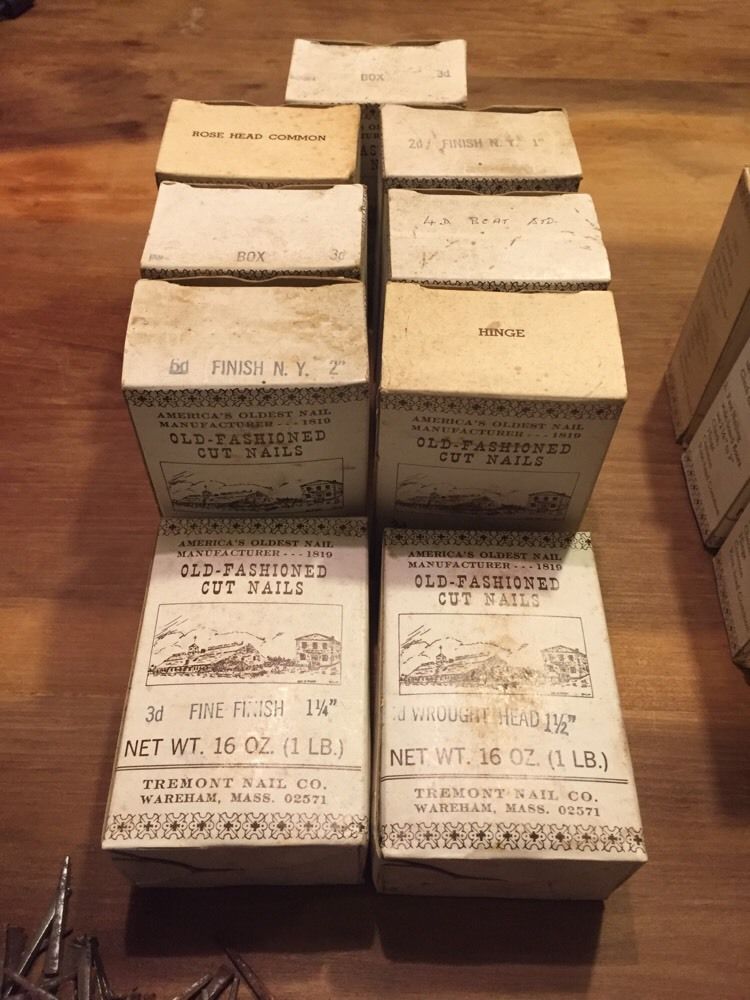 BOX 3d
ROSE HEAD COMMON
2d FINISH N. Y. 1"
BOX 3d
4D BOAT STD.
6d FINISH N. Y. 2"
AMERICA'S OLDEST NAIL
MANUFACTURER - - - 1819
OLD-FASHIONED
CUT NAILS
HINGE
AMERICA'S OLDEST NAIL
MANUFACTURER - - - 1819
OLD-FASHIONED
CUT NAILS
AMERICA'S OLDEST NAIL
MANUFACTURER - - - 1819
OLD-FASHIONED
CUT NAILS
3d FINE FINISH 1¼"
NET WT. 16 OZ. (1 LB.)
TREMONT NAIL CO.
WAREHAM, MASS. 02571
AMERICA'S OLDEST NAIL
MANUFACTURER - - - 1819
OLD-FASHIONED
CUT NAILS
WROUGHT HEAD 1½"
NET WT. 16 OZ. (1 LB.)
TREMONT NAIL CO.
WAREHAM, MASS. 02571